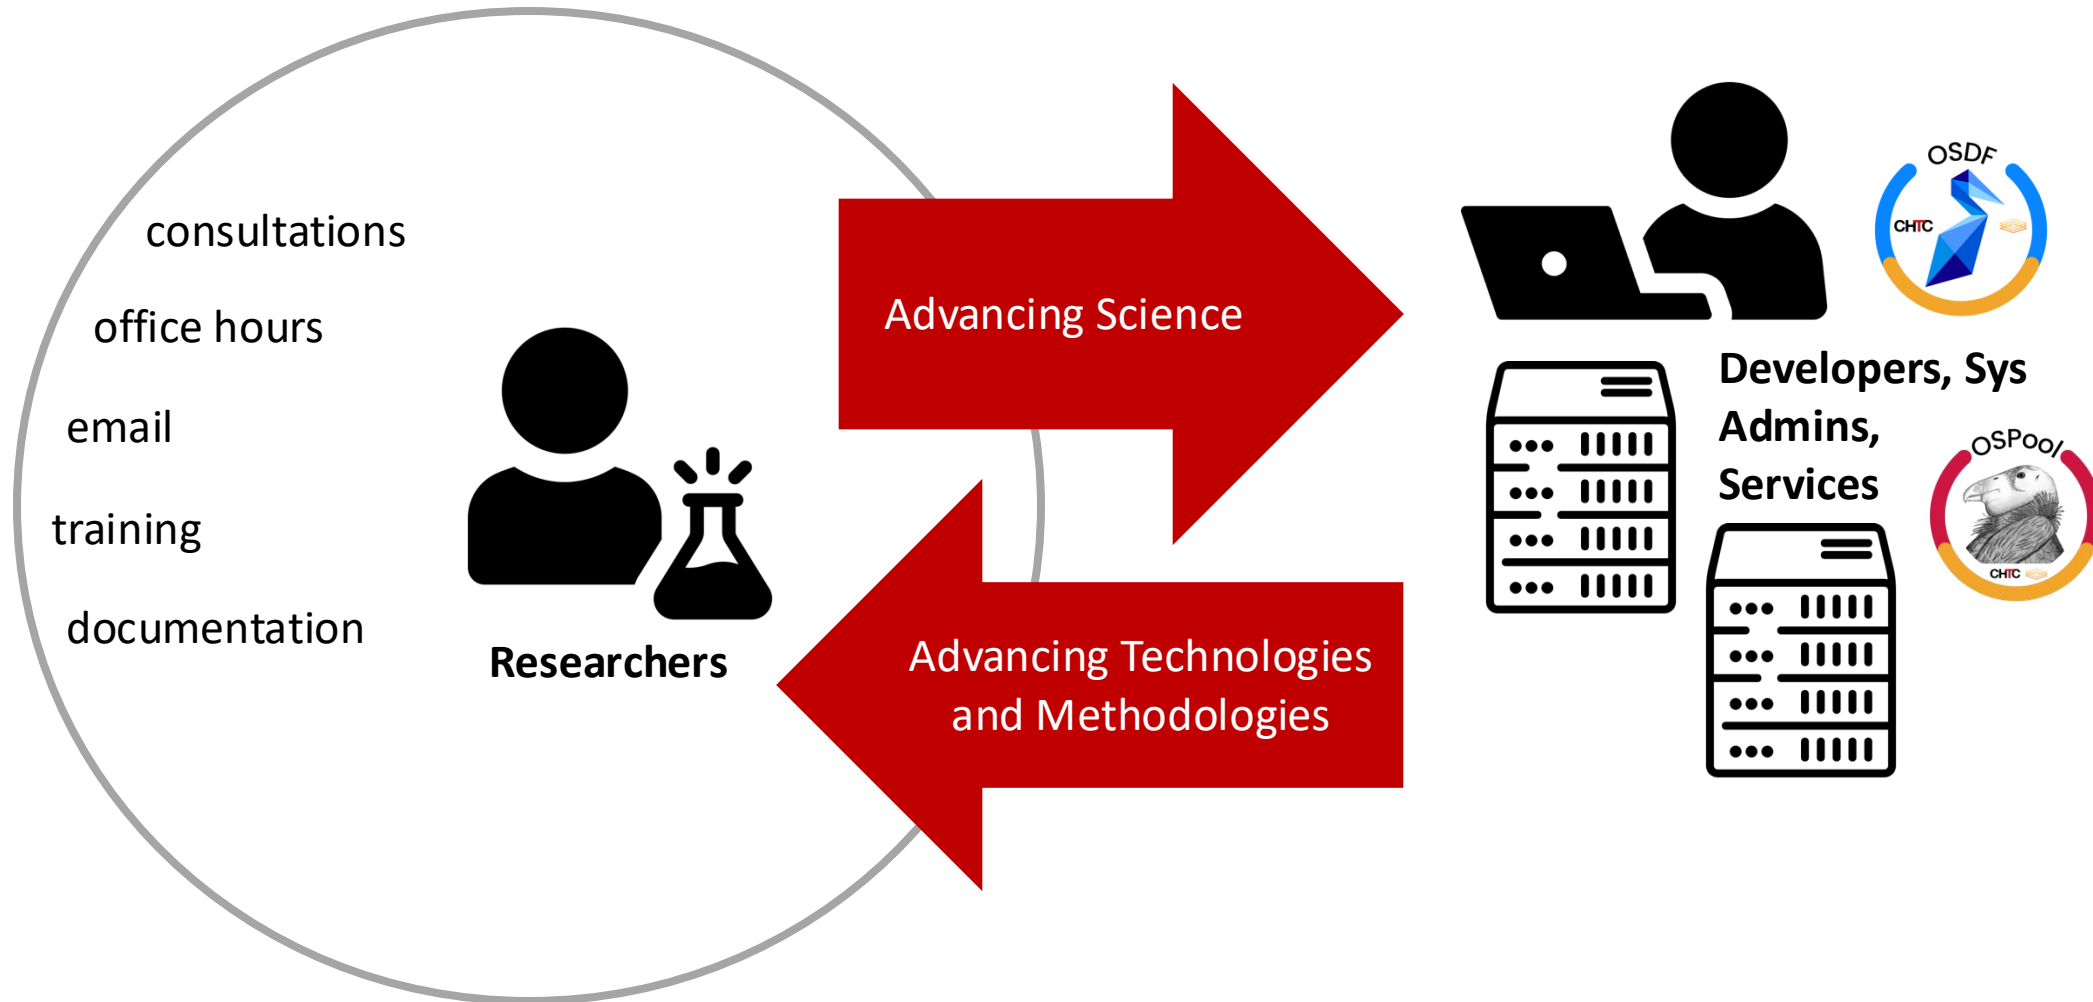 consultations
office hours
email
training
documentation
Researchers
Advancing Science
Advancing Technologies
and Methodologies
OSDF
CHTC
Developers, Sys
Admins,
Services
OSPool
CHTC